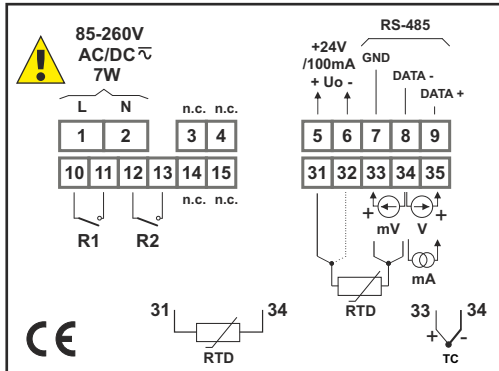 85-260V
AC/DC
7W
L N
n.c. n.c.
1 2 3 4
10 11 12 13 14 15
n.c. n.c.
R1 R2
RS-485
+24V
/100mA
+ Uo -
GND
DATA -
DATA +
5 6 7 8 9
31 32 33 34 35
+ mV V +
mA
RTD
31 34
RTD
33 34
+ -
TC
CE